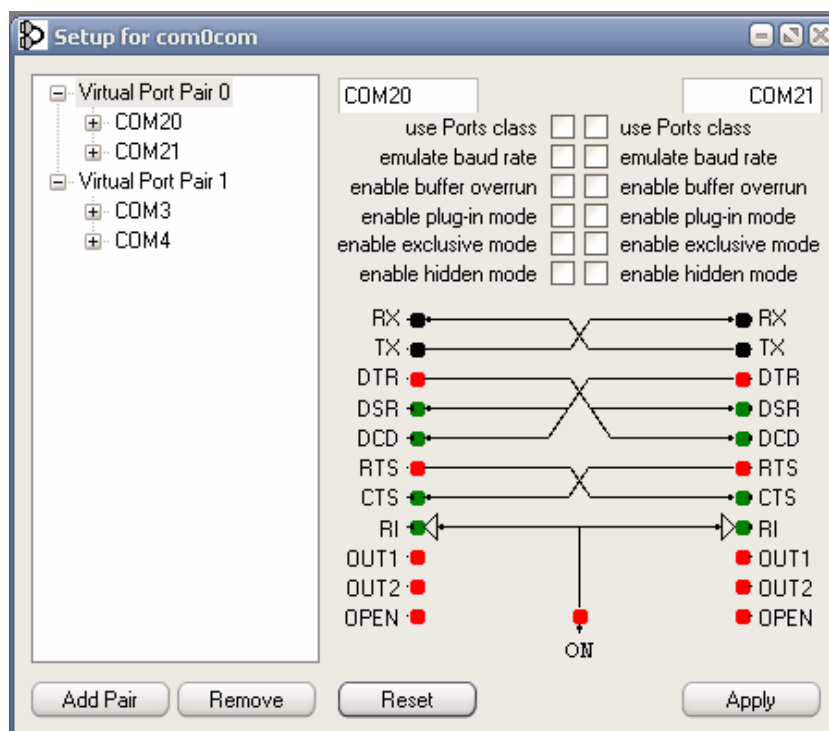 Setup for com0com
Virtual Port Pair 0
COM20
COM21
Virtual Port Pair 1
COM3
COM4
COM20 COM21
use Ports class use Ports class
emulate baud rate emulate baud rate
enable buffer overrun enable buffer overrun
enable plug-in mode enable plug-in mode
enable exclusive mode enable exclusive mode
enable hidden mode enable hidden mode
RX RX
TX TX
DTR DTR
DSR DSR
DCD DCD
RTS RTS
CTS CTS
RI RI
OUT1 OUT1
OUT2 OUT2
OPEN OPEN
ON
Add Pair Remove Reset Apply